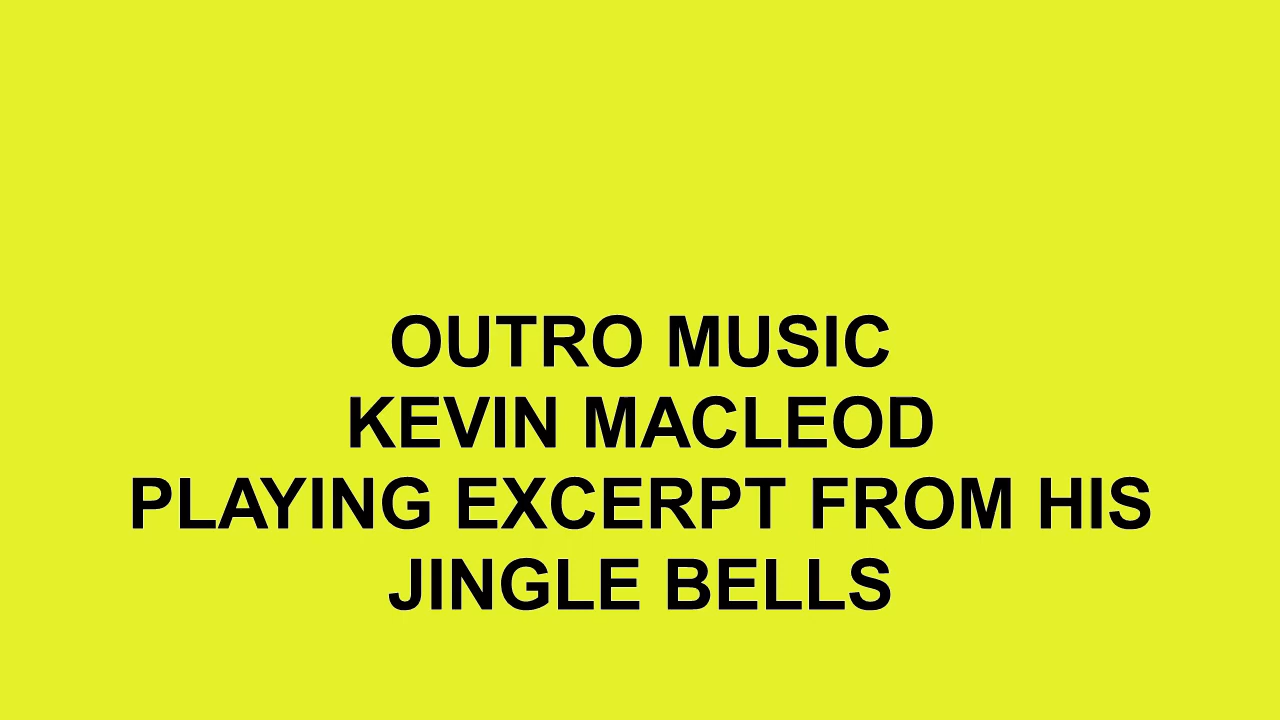 OUTRO MUSIC
KEVIN MACLEOD
PLAYING EXCERPT FROM HIS
JINGLE BELLS